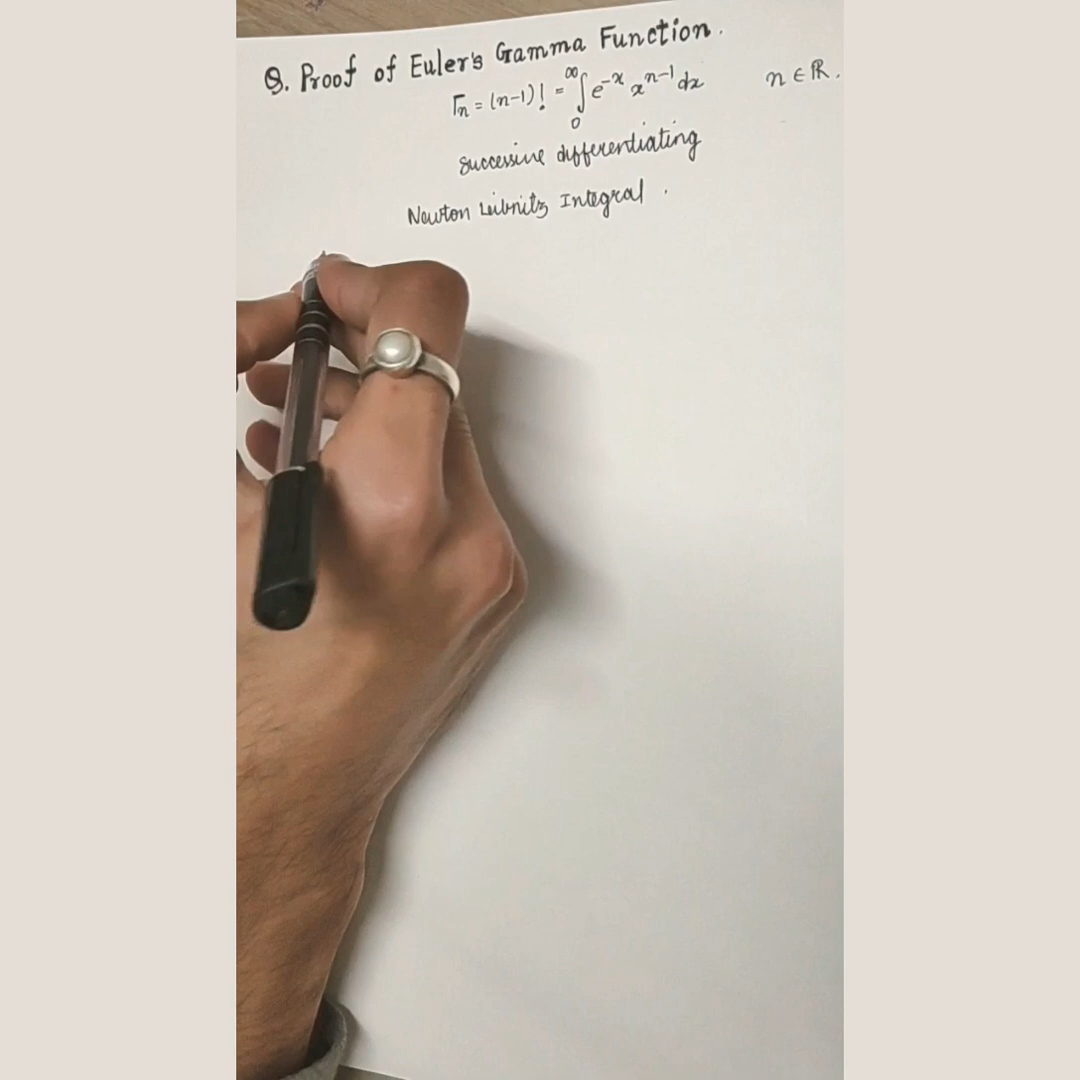 Q. Proof of Euler's Gamma Function.
Γn = (n-1)! = ∞∫0 e^-x x^n-1 dx n ∈ ℝ.
successive differentiating
Newton Leibnitz Integral.